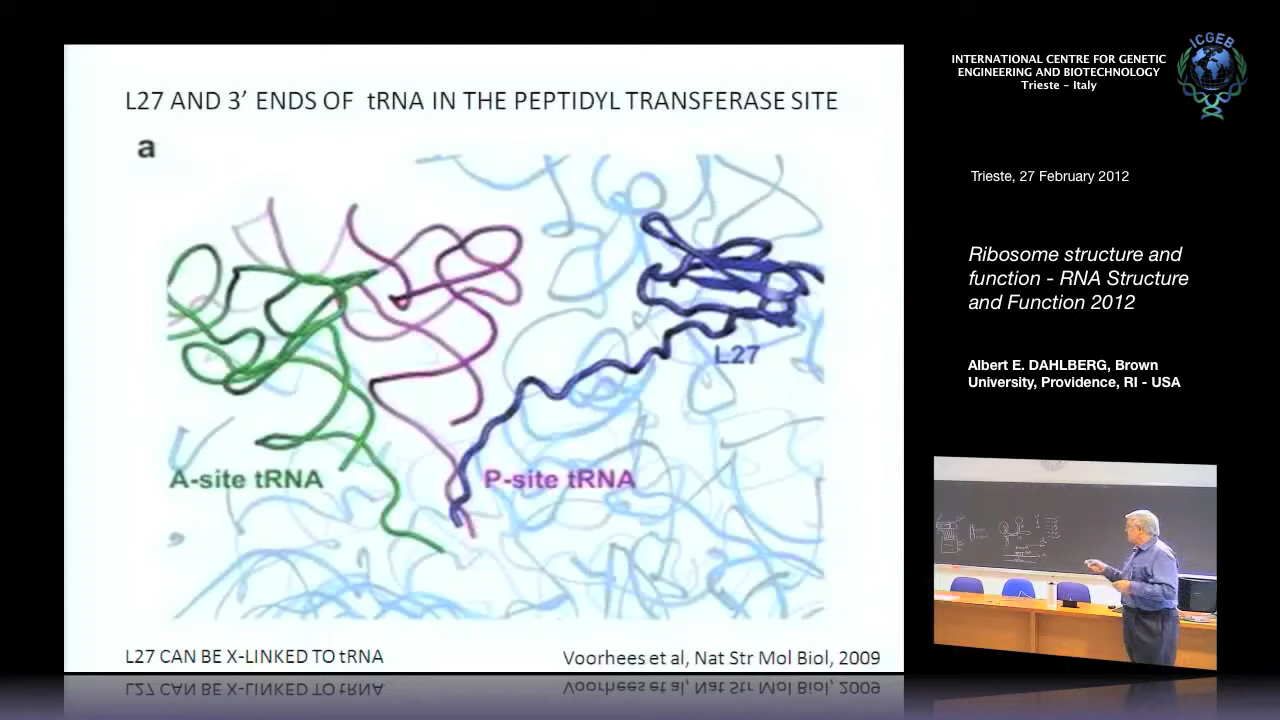 L27 AND 3’ ENDS OF tRNA IN THE PEPTIDYL TRANSFERASE SITE
a
L27
A-site tRNA
P-site tRNA
L27 CAN BE X-LINKED TO tRNA
Voorhees et al, Nat Str Mol Biol, 2009
INTERNATIONAL CENTRE FOR GENETIC
ENGINEERING AND BIOTECHNOLOGY
Trieste - Italy
ICGEB
Trieste, 27 February 2012
Ribosome structure and
function - RNA Structure
and Function 2012
Albert E. DAHLBERG, Brown
University, Providence, RI - USA